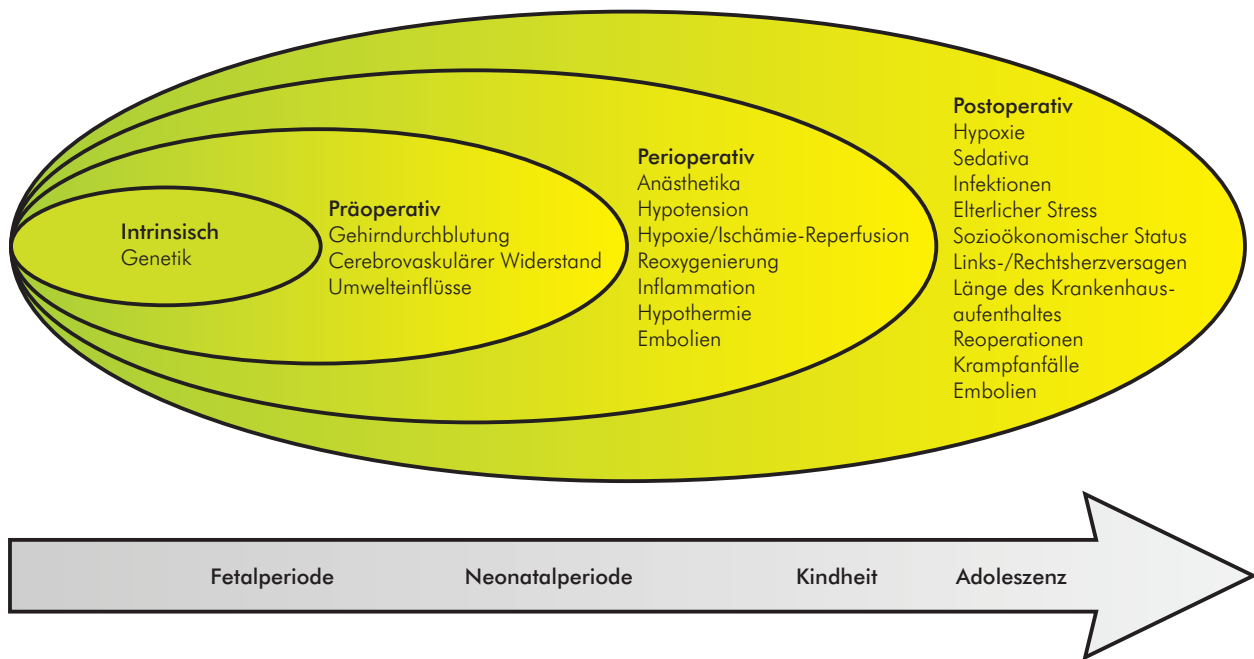 Intrinsisch
Genetik
Präoperativ
Gehirndurchblutung
Cerebrovaskulärer Widerstand
Umwelteinflüsse
Perioperativ
Anästhetika
Hypotension
Hypoxie/Ischämie-Reperfusion
Reoxygenierung
Inflammation
Hypothermie
Embolien
Postoperativ
Hypoxie
Sedativa
Infektionen
Elterlicher Stress
Sozioökonomischer Status
Links-/Rechtsherzversagen
Länge des Krankenhaus-
aufenthaltes
Reoperationen
Krampfanfälle
Embolien
Fetalperiode
Neonatalperiode
Kindheit
Adoleszenz